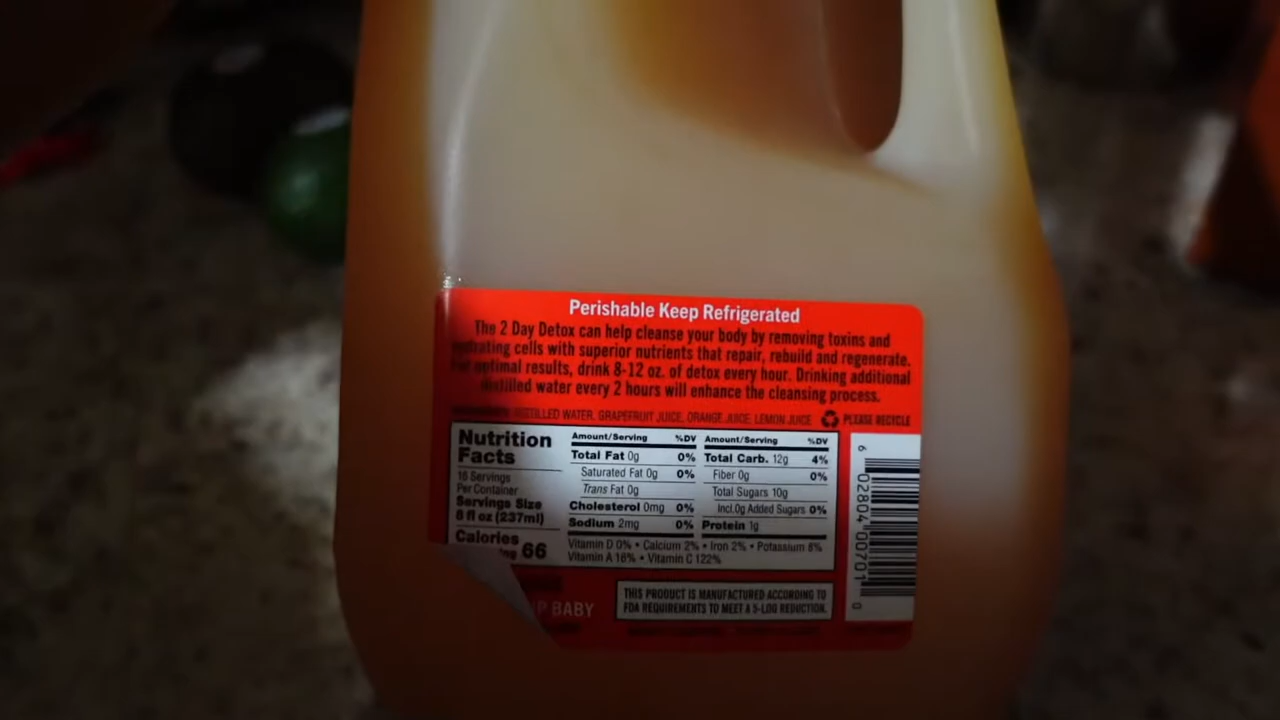 Perishable Keep Refrigerated
The 2 Day Detox can help cleanse your body by removing toxins and
hydrating cells with superior nutrients that repair, rebuild and regenerate.
For optimal results, drink 8-12 oz. of detox every hour. Drinking additional
distilled water every 2 hours will enhance the cleansing process.
DISTILLED WATER, GRAPEFRUIT JUICE, ORANGE JUICE, LEMON JUICE PLEASE RECYCLE
Nutrition
Facts
16 Servings
Per Container
Servings Size
8 fl oz (237ml)
Calories
66
Amount/Serving %DV
Total Fat 0g 0%
Saturated Fat 0g 0%
Trans Fat 0g
Cholesterol 0mg 0%
Sodium 2mg 0%
Amount/Serving %DV
Total Carb. 12g 4%
Fiber 0g 0%
Total Sugars 10g
Incl.0g Added Sugars 0%
Protein 1g
Vitamin D 0% • Calcium 2% • Iron 2% • Potassium 8%
Vitamin A 16% • Vitamin C 122%
6 02804 00701 0
BABY
THIS PRODUCT IS MANUFACTURED ACCORDING TO
FDA REQUIREMENTS TO MEET A 5-LOG REDUCTION.